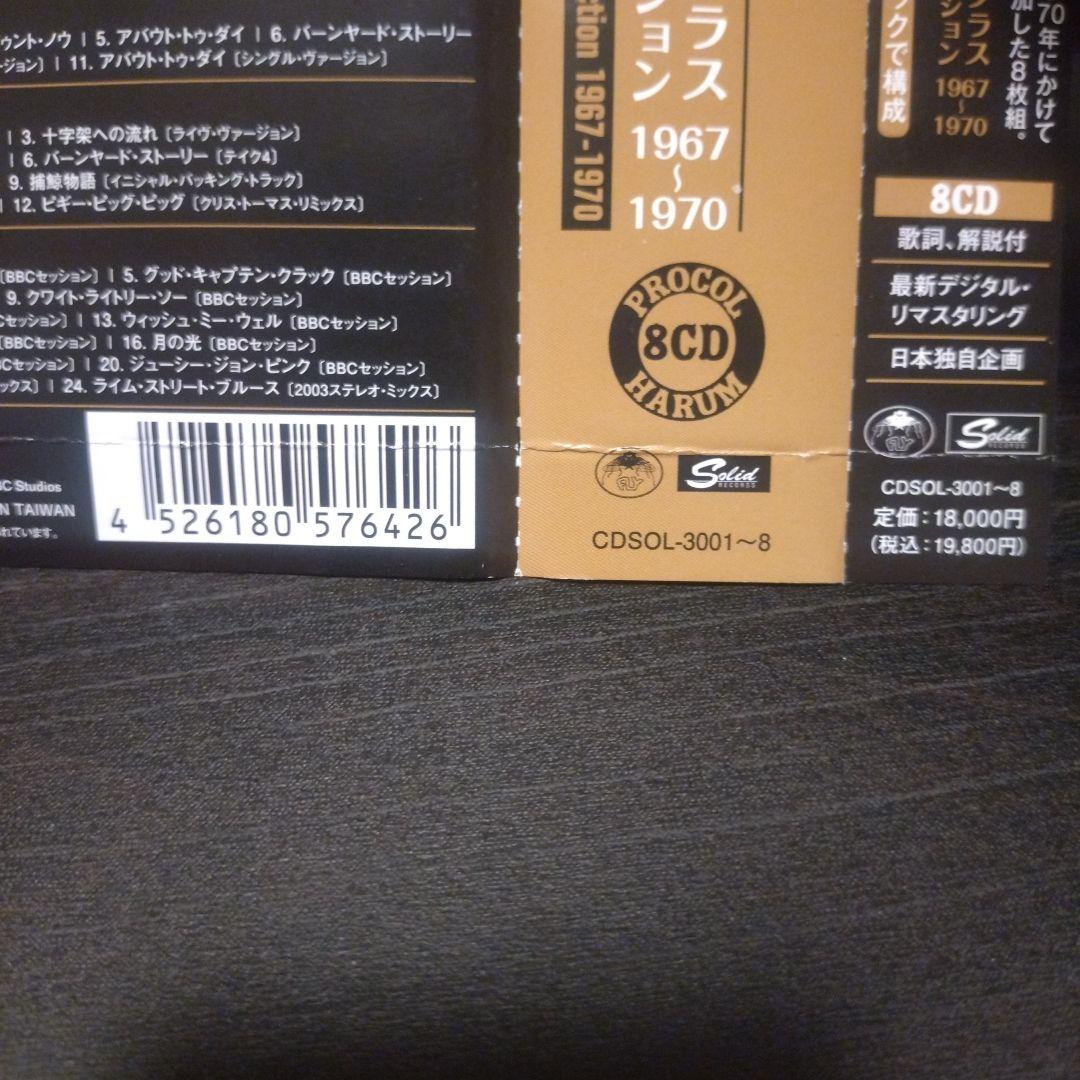 5. アバウト・トゥ・ダイ | 6. バーンヤード・ストーリー
11. アバウト・トゥ・ダイ〔シングル・ヴァージョン〕
| 3. 十字架への流れ〔ライヴ・ヴァージョン〕
| 6. バーンヤード・ストーリー〔テイク4〕
9. 捕鯨物語〔イニシャル・バッキング・トラック〕
| 12. ピギー・ピッグ・ピッグ〔クリス・トーマス・リミックス〕
〔BBCセッション〕 | 5. グッド・キャプテン・クラック〔BBCセッション〕
9. クワイト・ライトリー・ソー〔BBCセッション〕
セッション〕 | 13. ウィッシュ・ミー・ウェル〔BBCセッション〕
〔BBCセッション〕 | 16. 月の光〔BBCセッション〕
セッション〕 | 20. ジューシー・ジョン・ピンク〔BBCセッション〕
ックス〕 | 24. ライム・ストリート・ブルース〔2003ステレオ・ミックス〕
BC Studios
N TAIWAN
れています。
4 526180 576426
ction 1967-1970
ラス
ョン
1967
～
1970
PROCOL
8CD
HARUM
FLY
Solid
RECORDS
CDSOL-3001～8
70年にかけて
加した8枚組。
ラス
ション
1967
～
1970
ックで構成
8CD
歌詞、解説付
最新デジタル・
リマスタリング
日本独自企画
FLY
Solid
RECORDS
CDSOL-3001～8
定価：18,000円
（税込：19,800円）